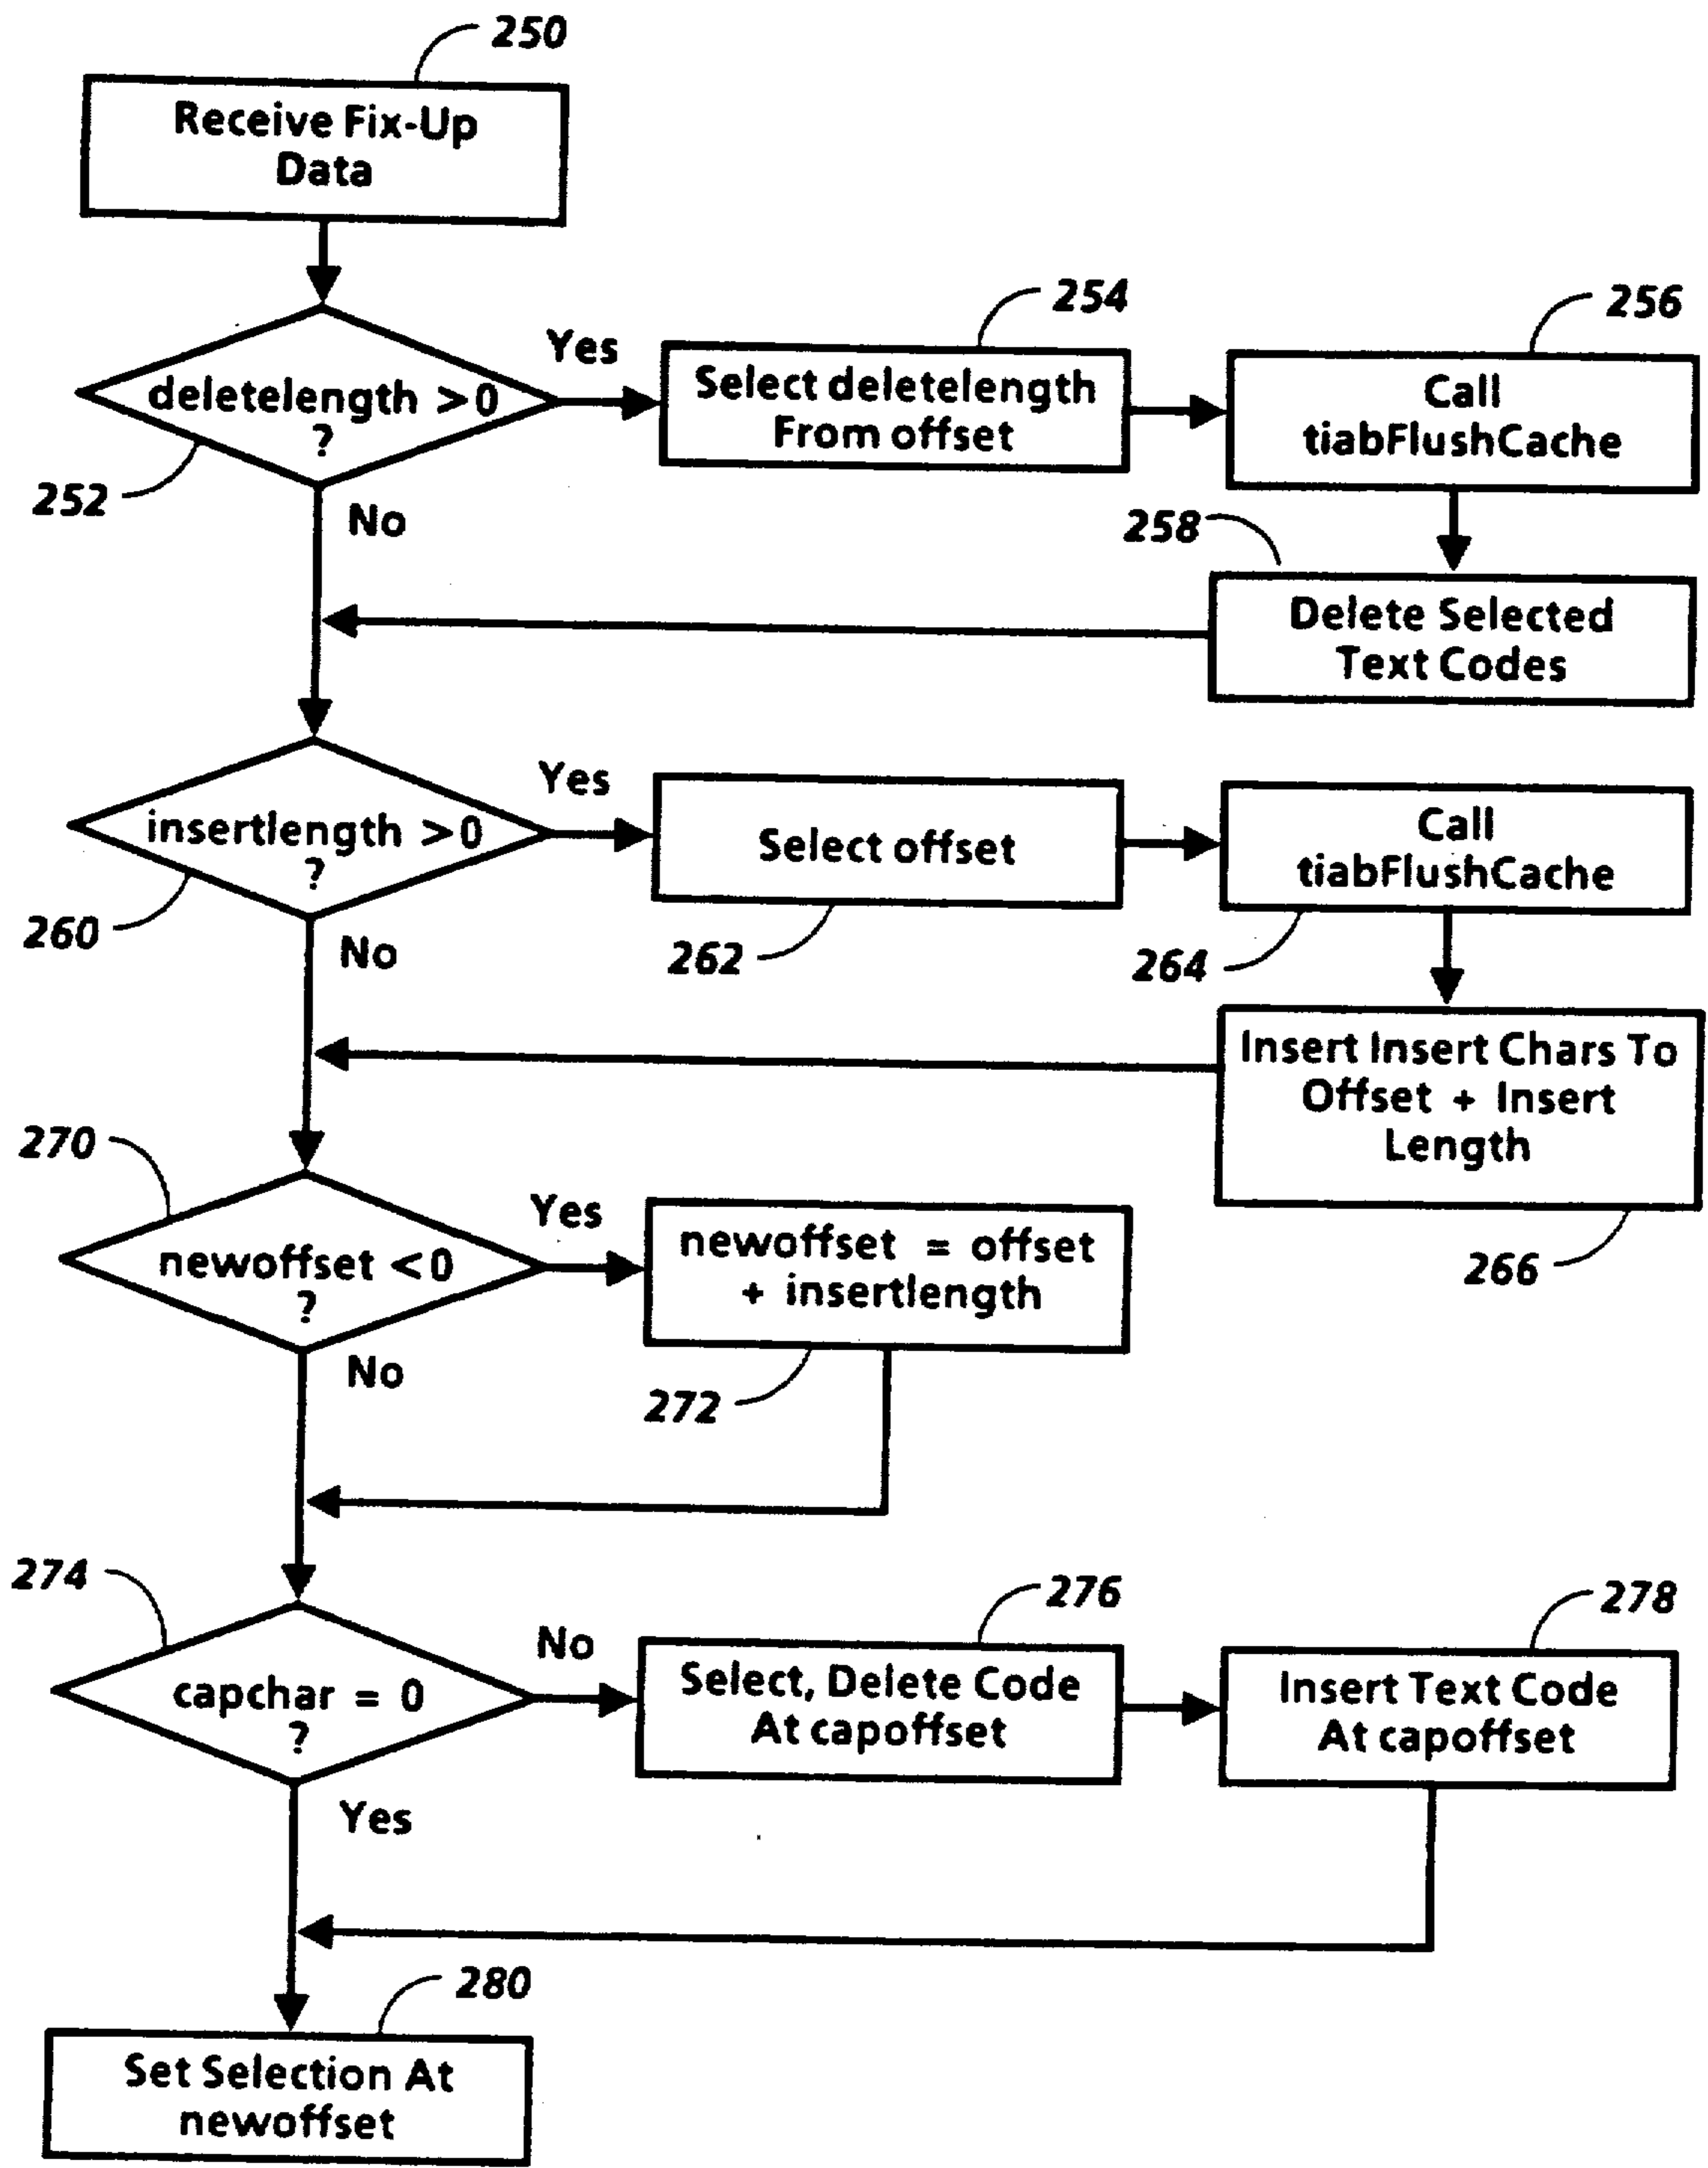 250
Receive Fix-Up
Data
deletelength >0
?
252
Yes
No
254
Select deletelength
From offset
256
Call
tiabFlushCache
258
Delete Selected
Text Codes
insertlength >0
?
260
Yes
No
Select offset
262
Call
tiabFlushCache
264
Insert Insert Chars To
Offset + Insert
Length
266
270
newoffset <0
?
Yes
No
newoffset = offset
+ insertlength
272
274
capchar = 0
?
No
Yes
276
Select, Delete Code
At capoffset
278
Insert Text Code
At capoffset
280
Set Selection At
newoffset